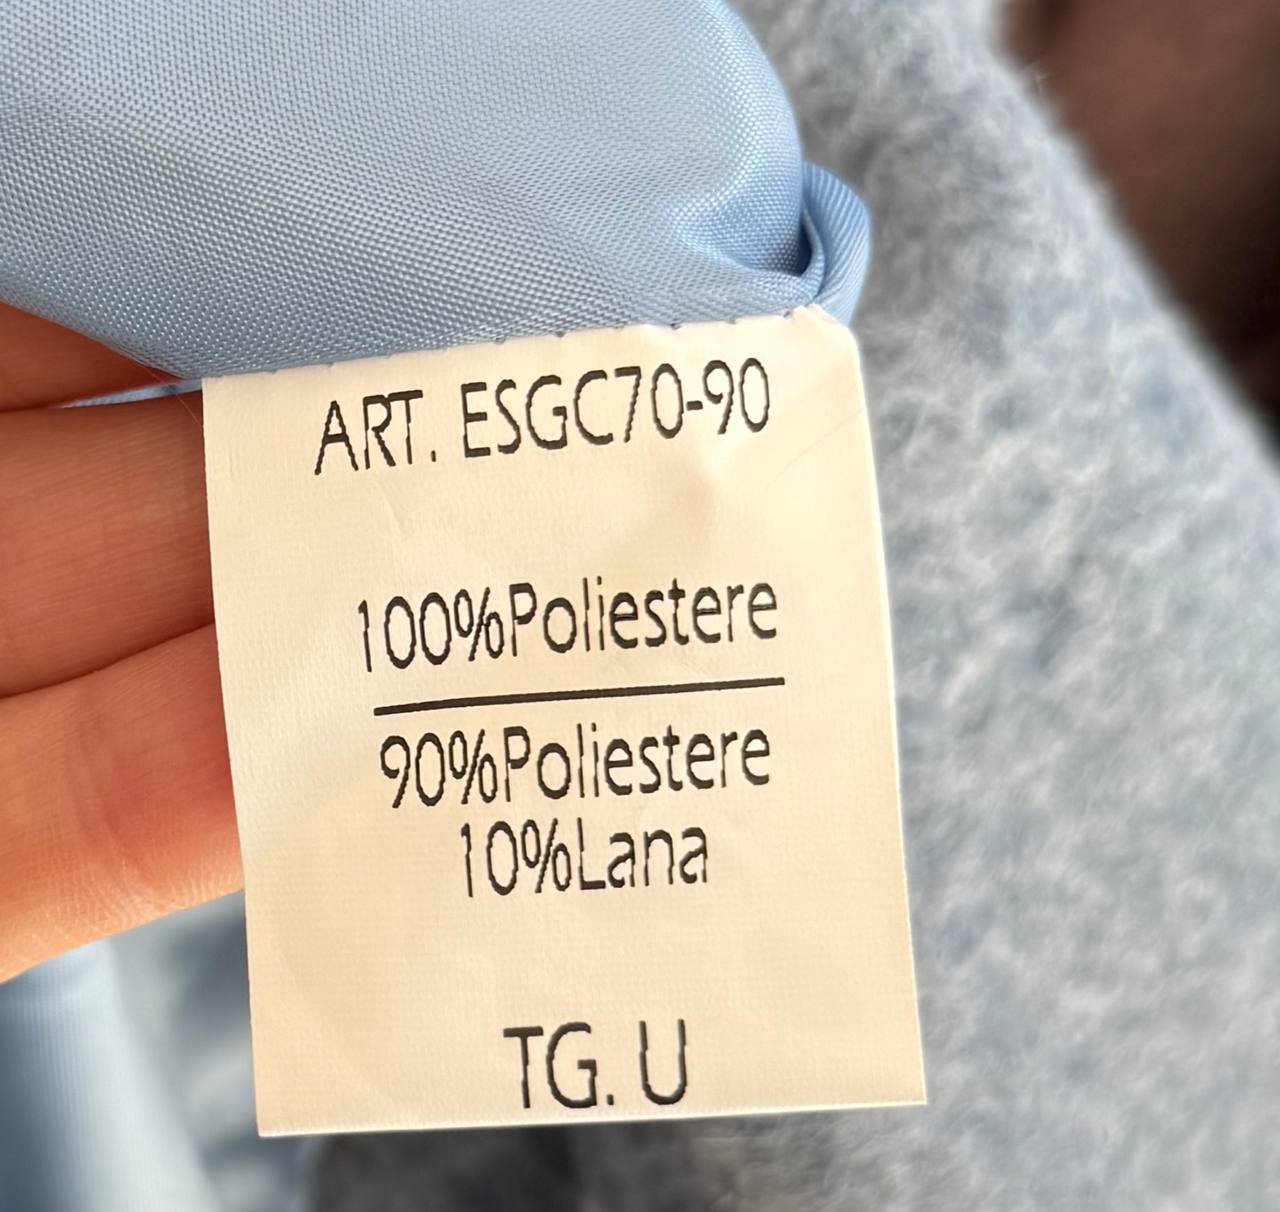 ART. ESGC70-90
100%Poliestere
90%Poliestere
10%Lana
TG. U